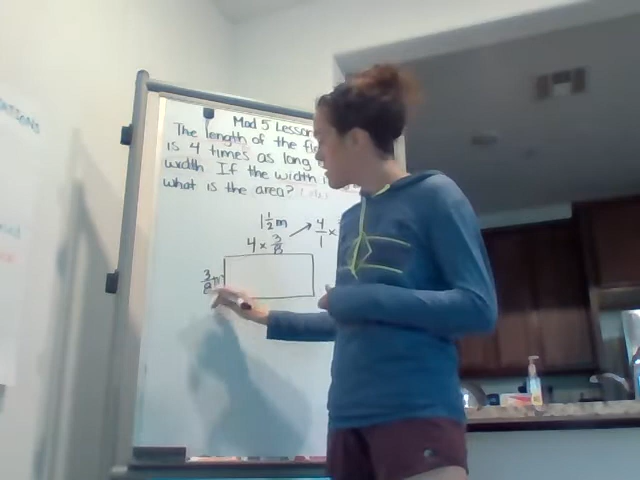 Mod 5 Lesson
The length of the
is 4 times as long
width If the width
what is the area?
1 1/2 m
4 × 3/8 → 4/1 ×
3/8 m